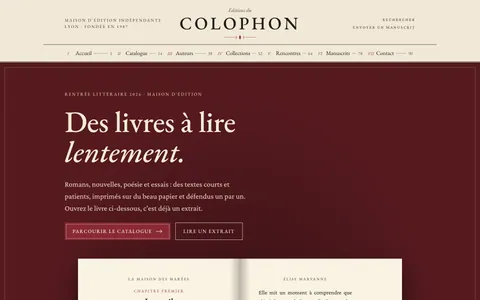 Éditions du
MAISON D'ÉDITION INDÉPENDANTE
LYON · FONDÉE EN 1987
COLOPHON
RECHERCHER
ENVOYER UN MANUSCRIT
Accueil Catalogue Auteurs Collections Rencontres Manuscrits Contact
RENTRÉE LITTÉRAIRE 2026 · MAISON D'ÉDITION
Des livres à lire
lentement.
Romans, nouvelles, poésie et essais : des textes courts et
patients, imprimés sur du beau papier et défendus un par un.
Ouvrez le livre ci-dessous, c'est déjà un extrait.
PARCOURIR LE CATALOGUE →
LIRE UN EXTRAIT
LA MAISON DES MARÉES
CHAPITRE PREMIER
ÉLISE MARSANNE
Elle mit un moment à comprendre que